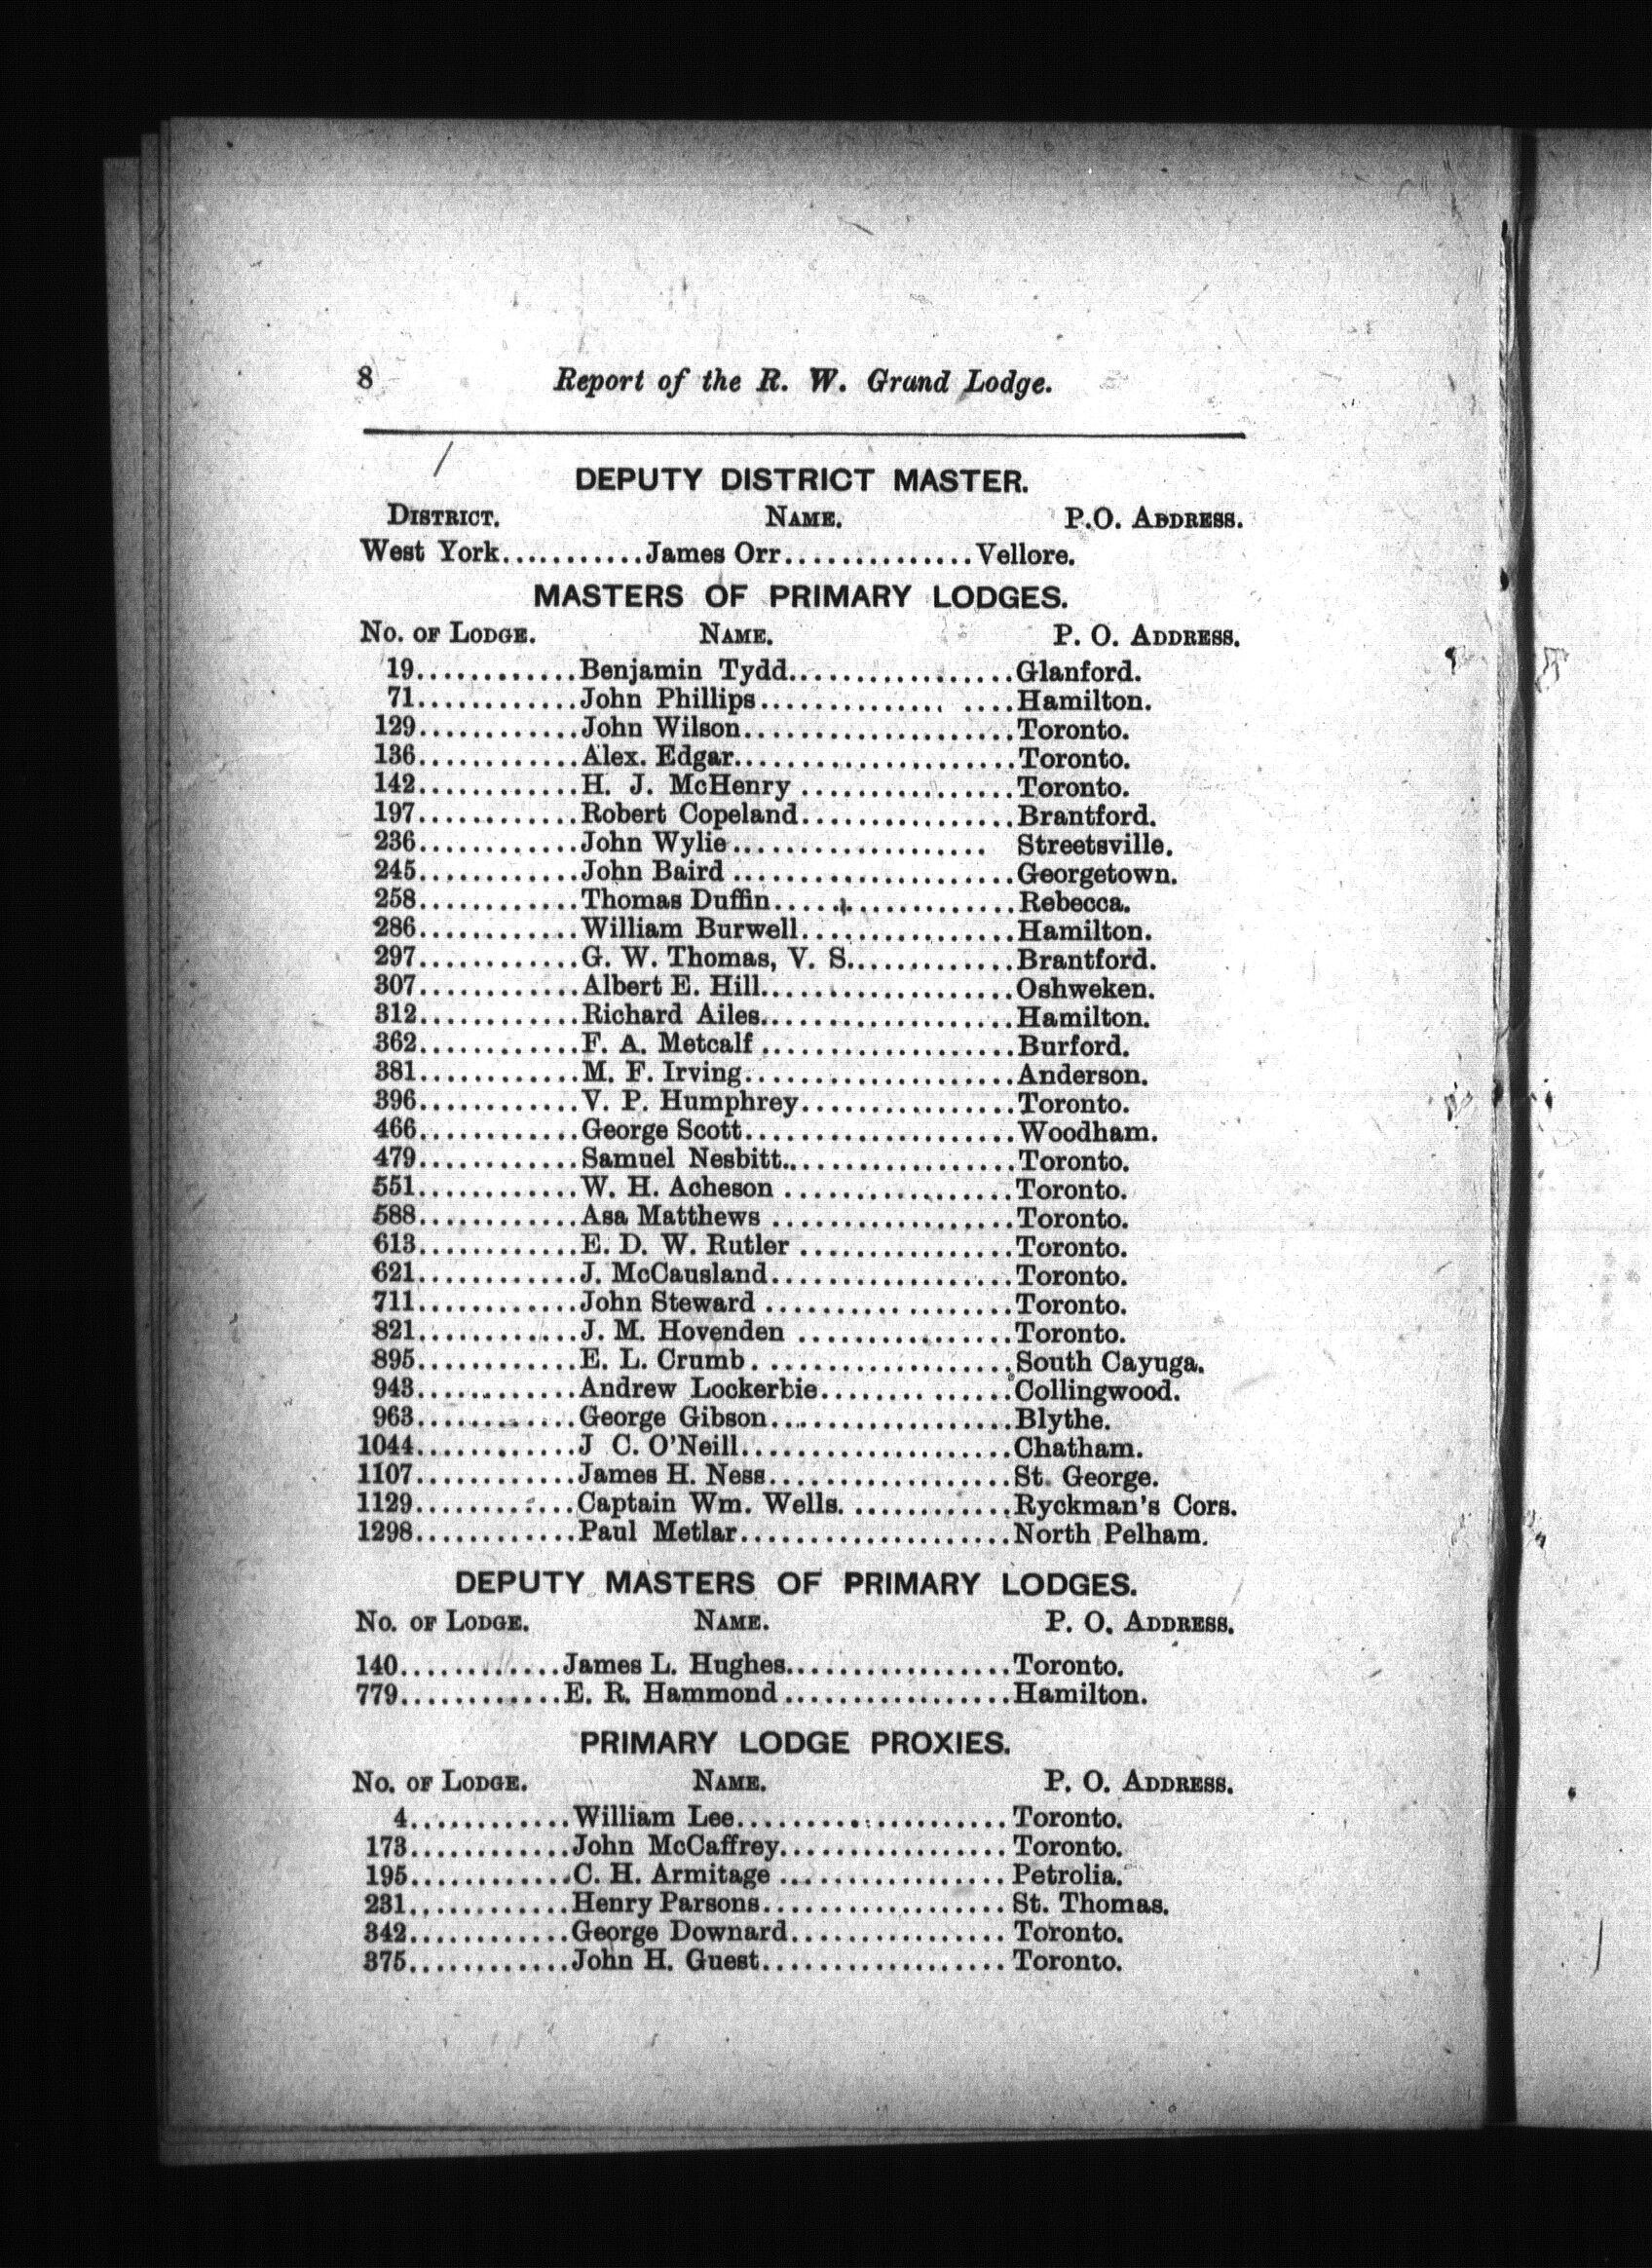 8 Report of the R. W. Grand Lodge.
DEPUTY DISTRICT MASTER.
DISTRICT. NAME. P.O. ADDRESS.
West York...........James Orr..............Vellore.
MASTERS OF PRIMARY LODGES.
No. OF LODGE. NAME. P. O. ADDRESS.
19............Benjamin Tydd................Glanford.
71............John Phillips.............. ....Hamilton.
129............John Wilson....................Toronto.
136............Alex. Edgar.....................Toronto.
142............H. J. McHenry ................Toronto.
197............Robert Copeland................Brantford.
236............John Wylie................... Streetsville.
245............John Baird .....................Georgetown.
258............Thomas Duffin..................Rebecca.
286............William Burwell................Hamilton.
297............G. W. Thomas, V. S.............Brantford.
307............Albert E. Hill...................Oshweken.
312............Richard Ailes...................Hamilton.
362............F. A. Metcalf ...................Burford.
381............M. F. Irving....................Anderson.
396............V. P. Humphrey................Toronto.
466............George Scott....................Woodham.
479............Samuel Nesbitt..................Toronto.
551............W. H. Acheson .................Toronto.
588............Asa Matthews ..................Toronto.
613............E. D. W. Rutler ................Toronto.
621............J. McCausland..................Toronto.
711............John Steward .......... ........Toronto.
821............J. M. Hovenden ................Toronto.
895............E. L. Crumb. ...................South Cayuga.
943............Andrew Lockerbie........ ......Collingwood.
963............George Gibson..................Blythe.
1044............J C. O'Neill....................Chatham.
1107............James H. Ness..................St. George.
1129............Captain Wm. Wells. ............Ryckman's Cors.
1298............Paul Metlar....................North Pelham.
DEPUTY MASTERS OF PRIMARY LODGES.
No. OF LODGE. NAME. P. O. ADDRESS.
140............James L. Hughes................Toronto.
779............E. R. Hammond.................Hamilton.
PRIMARY LODGE PROXIES.
No. OF LODGE. NAME. P. O. ADDRESS.
4............William Lee....................Toronto.
173............John McCaffrey.................Toronto.
195............C. H. Armitage .................Petrolia.
231............Henry Parsons..................St. Thomas.
342............George Downard................Toronto.
375............John H. Guest..................Toronto.